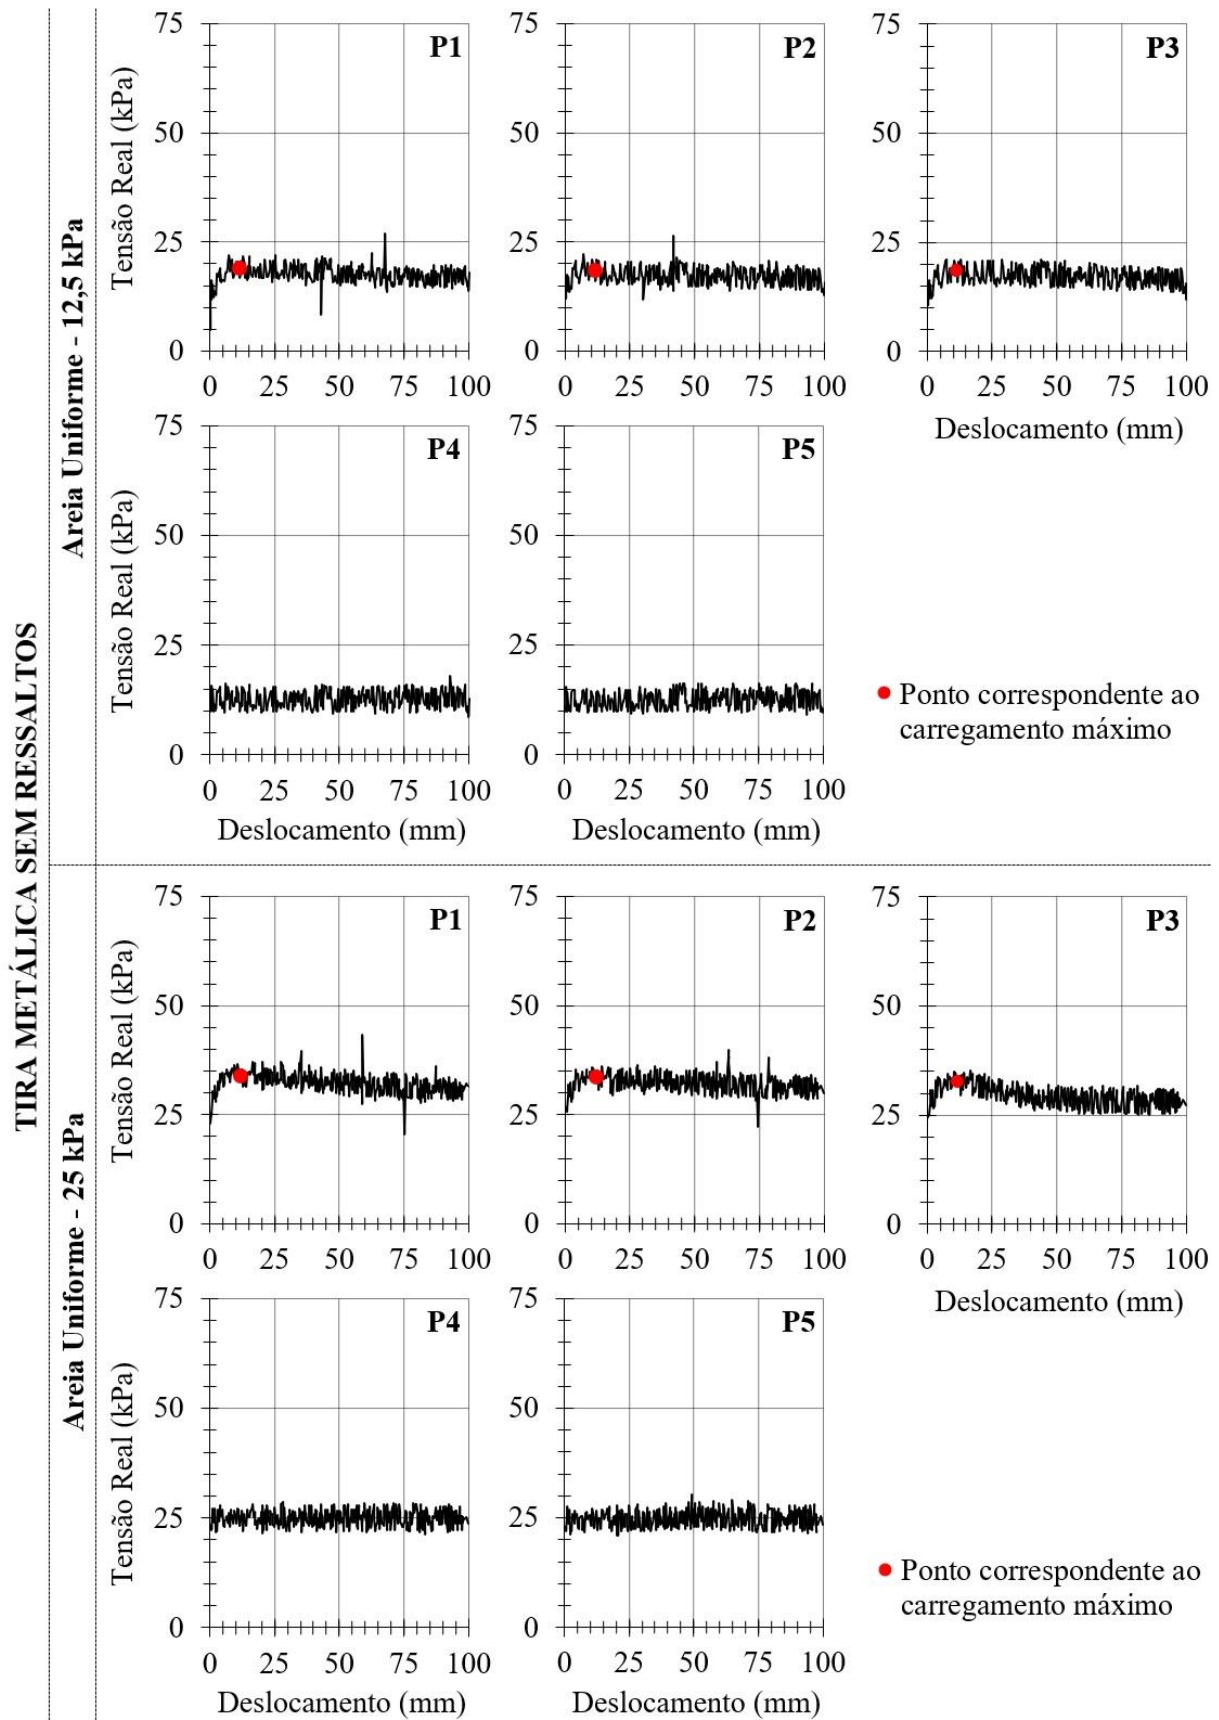 TIRA METÁLICA SEM RESSALTOS
Areia Uniforme - 12,5 kPa
Tensão Real (kPa)
75
50
25
0
P1
0 25 50 75 100
75
50
25
0
P2
0 25 50 75 100
75
50
25
0
P3
0 25 50 75 100
Deslocamento (mm)
Tensão Real (kPa)
75
50
25
0
P4
0 25 50 75 100
Deslocamento (mm)
75
50
25
0
P5
0 25 50 75 100
Deslocamento (mm)
Ponto correspondente ao
carregamento máximo
Areia Uniforme - 25 kPa
Tensão Real (kPa)
75
50
25
0
P1
0 25 50 75 100
75
50
25
0
P2
0 25 50 75 100
75
50
25
0
P3
0 25 50 75 100
Deslocamento (mm)
Tensão Real (kPa)
75
50
25
0
P4
0 25 50 75 100
Deslocamento (mm)
75
50
25
0
P5
0 25 50 75 100
Deslocamento (mm)
Ponto correspondente ao
carregamento máximo